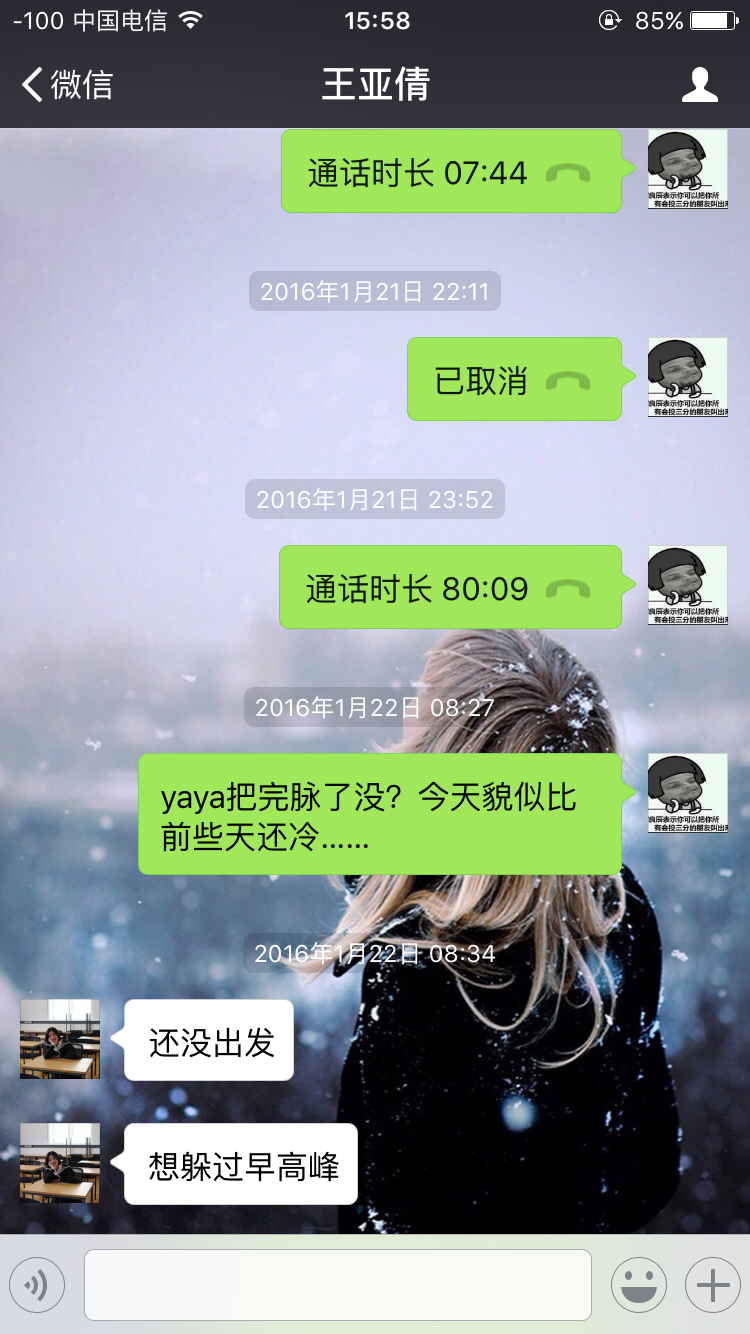 -100 中国电信 15:58 85%
微信 王亚倩
通话时长 07:44
2016年1月21日 22:11
已取消
2016年1月21日 23:52
通话时长 80:09
2016年1月22日 08:27
yaya把完脉了没？今天貌似比
前些天还冷……
2016年1月22日 08:34
还没出发
想躲过早高峰